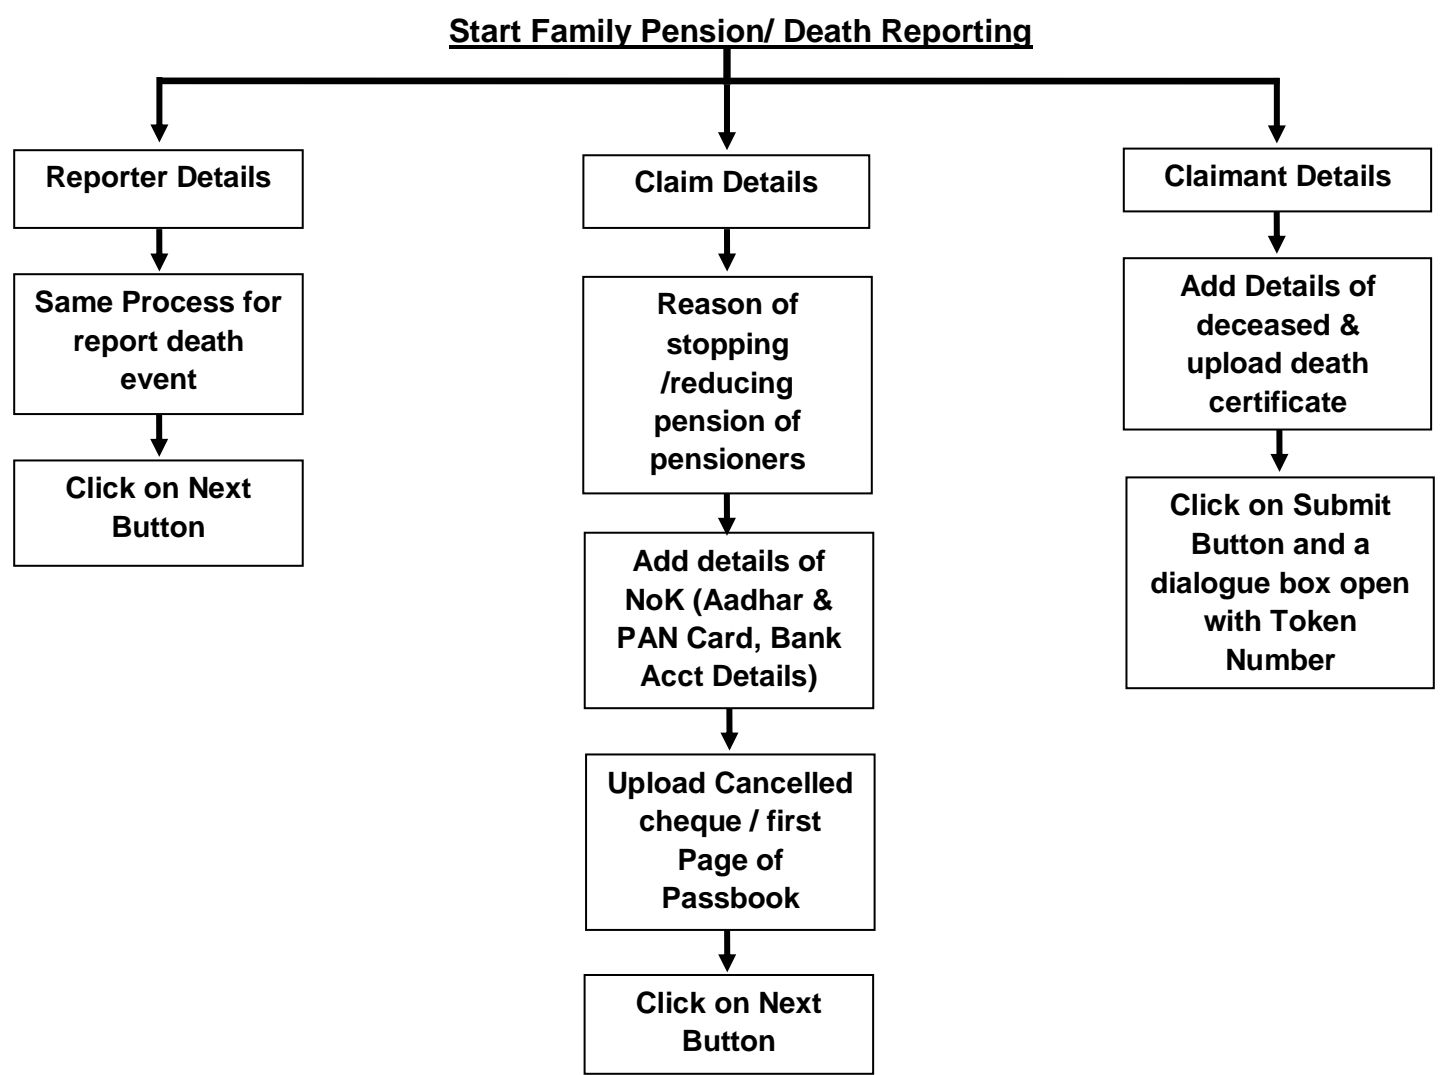 Start Family Pension/ Death Reporting
Reporter Details
Same Process for
report death
event
Click on Next
Button
Claim Details
Reason of
stopping
/reducing
pension of
pensioners
Add details of
NoK (Aadhar &
PAN Card, Bank
Acct Details)
Upload Cancelled
cheque / first
Page of
Passbook
Click on Next
Button
Claimant Details
Add Details of
deceased &
upload death
certificate
Click on Submit
Button and a
dialogue box open
with Token
Number